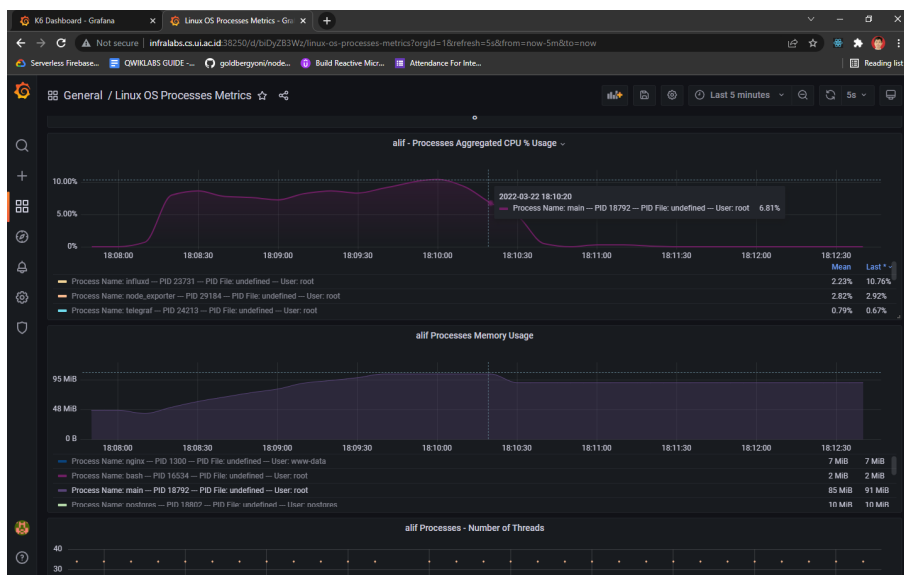 K6 Dashboard - Grafana
Linux OS Processes Metrics - Gra
Not secure | infralabs.cs.ui.ac.id:38250/d/biDyZB3Wz/linux-os-processes-metrics?orgId=1&refresh=5s&from=now-5m&to=now
Serverless Firebase... QWIKLABS GUIDE -... goldbergyoni/node... Build Reactive Micr... Attendance For Inte... Reading list
General / Linux OS Processes Metrics
Last 5 minutes
5s
alif - Processes Aggregated CPU % Usage
10.00%
5.00%
0%
2022-03-22 18:10:20
Process Name: main — PID 18792 — PID File: undefined — User: root 6.81%
18:08:00 18:08:30 18:09:00 18:09:30 18:10:00 18:10:30 18:11:00 18:11:30 18:12:00 18:12:30
Mean Last *
Process Name: influxd — PID 23731 — PID File: undefined — User: root 2.23% 10.76%
Process Name: node_exporter — PID 29184 — PID File: undefined — User: root 2.82% 2.92%
Process Name: telegraf — PID 24213 — PID File: undefined — User: root 0.79% 0.67%
alif Processes Memory Usage
95 MiB
48 MiB
0 B
18:08:00 18:08:30 18:09:00 18:09:30 18:10:00 18:10:30 18:11:00 18:11:30 18:12:00 18:12:30
Process Name: nginx — PID 1300 — PID File: undefined — User: www-data 7 MiB 7 MiB
Process Name: bash — PID 16534 — PID File: undefined — User: root 2 MiB 2 MiB
Process Name: main — PID 18792 — PID File: undefined — User: root 85 MiB 91 MiB
Process Name: postgres — PID 18802 — PID File: undefined — User: postgres 10 MiB 10 MiB
alif Processes - Number of Threads
40
30